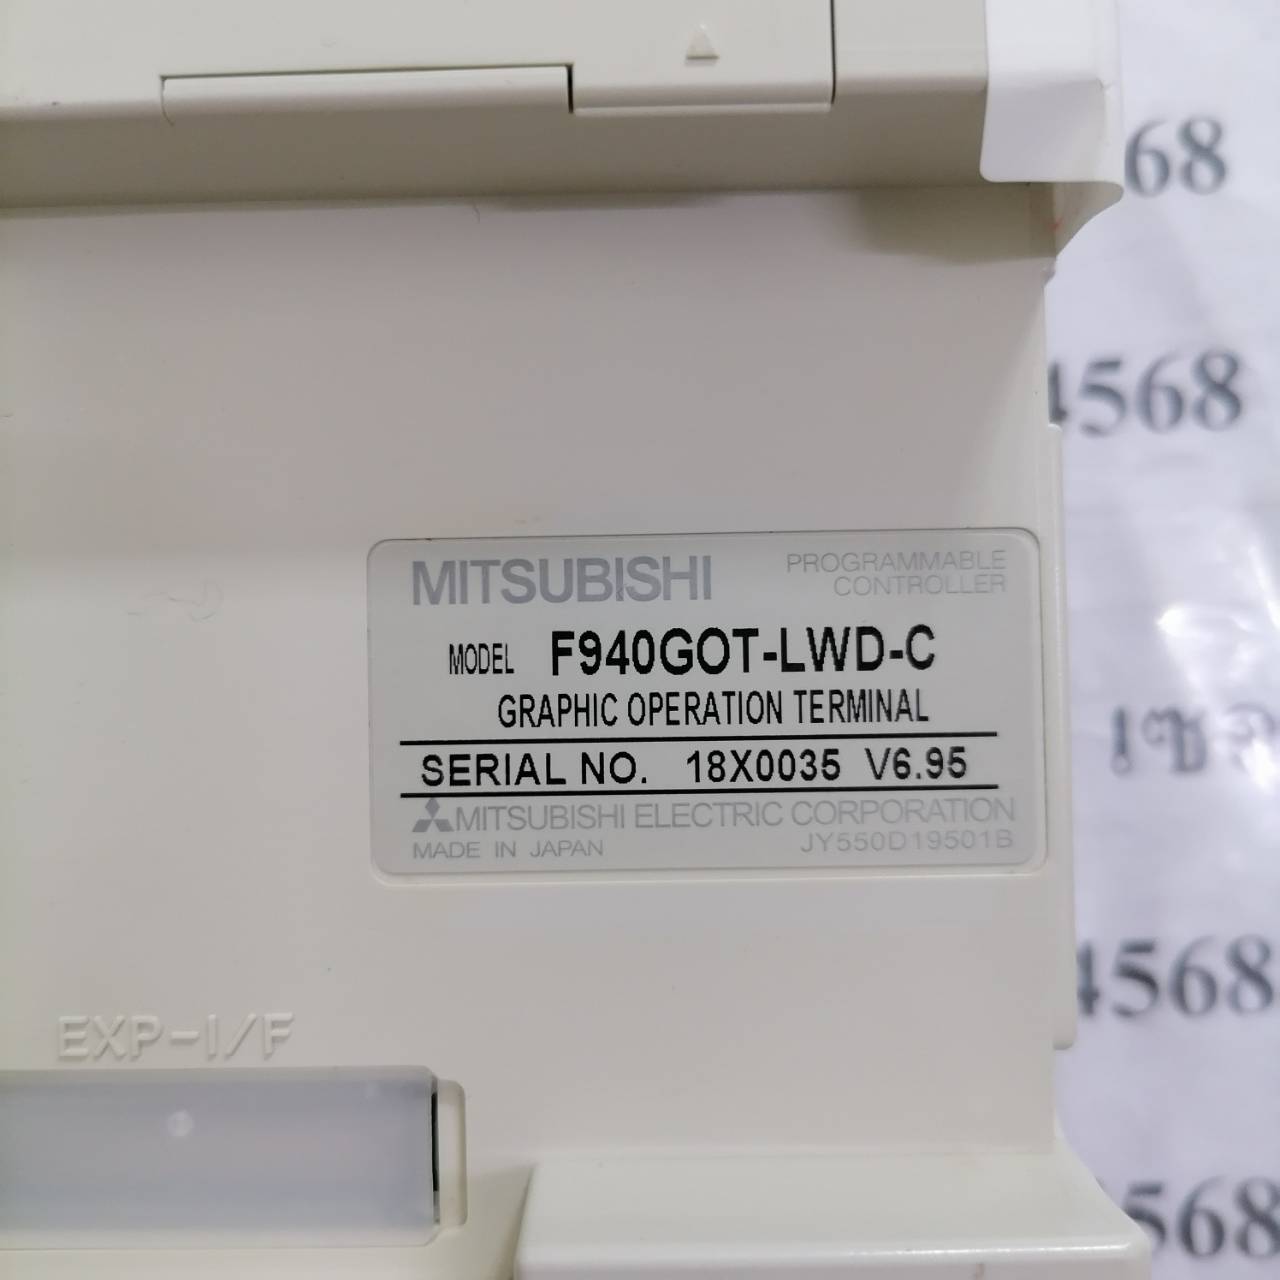 68
4568
MITSUBISHI
PROGRAMMABLE
CONTROLLER
MODEL F940GOT-LWD-C
GRAPHIC OPERATION TERMINAL
SERIAL NO. 18X0035 V6.95
MITSUBISHI ELECTRIC CORPORATION
MADE IN JAPAN JY550D19501B
4568
EXP-I/F
568